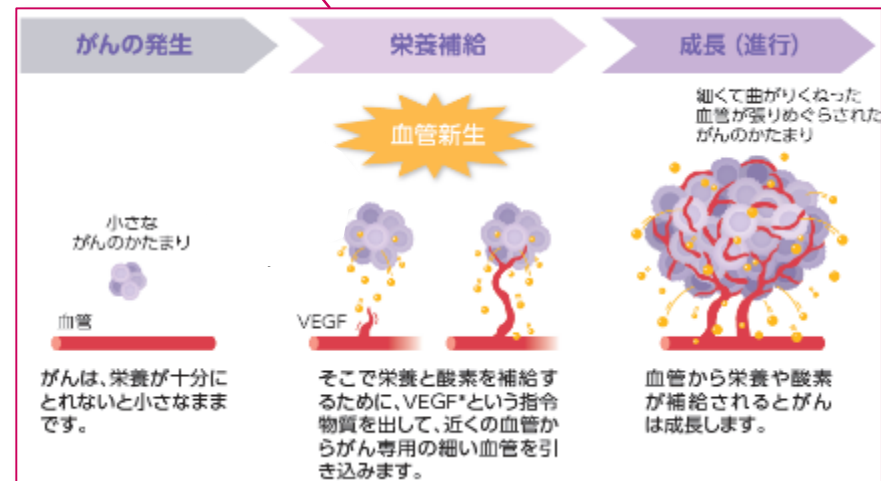 がんの発生
栄養補給
成長（進行）
血管新生
小さな
がんのかたまり
血管
VEGF
細くて曲がりくねった
血管が張りめぐらされた
がんのかたまり
がんは、栄養が十分に
とれないと小さなまま
です。
そこで栄養と酸素を補給す
るために、VEGF*という指令
物質を出して、近くの血管か
らがん専用の細い血管を引
き込みます。
血管から栄養や酸素
が補給されるとがん
は成長します。